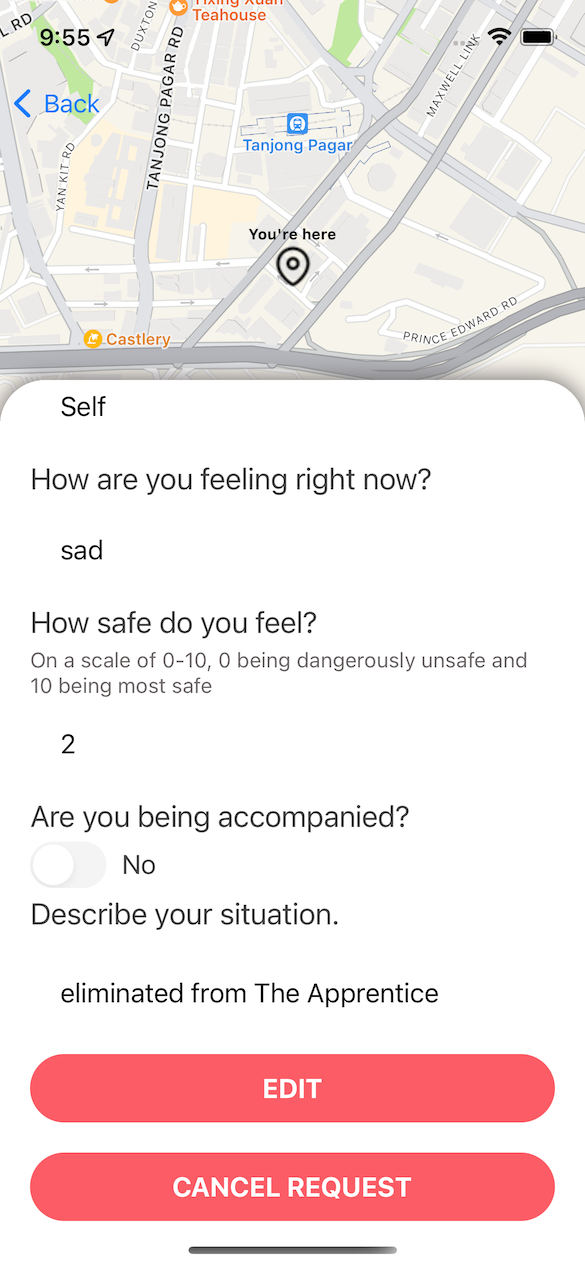 L RD
9:55
DUXTON
Yixing Xuan
Teahouse
MAXWELL LINK
Back
TANJONG PAGAR RD
Tanjong Pagar
YAN KIT RD
You're here
PRINCE EDWARD RD
Castlery
Self
How are you feeling right now?
sad
How safe do you feel?
On a scale of 0-10, 0 being dangerously unsafe and
10 being most safe
2
Are you being accompanied?
No
Describe your situation.
eliminated from The Apprentice
EDIT
CANCEL REQUEST